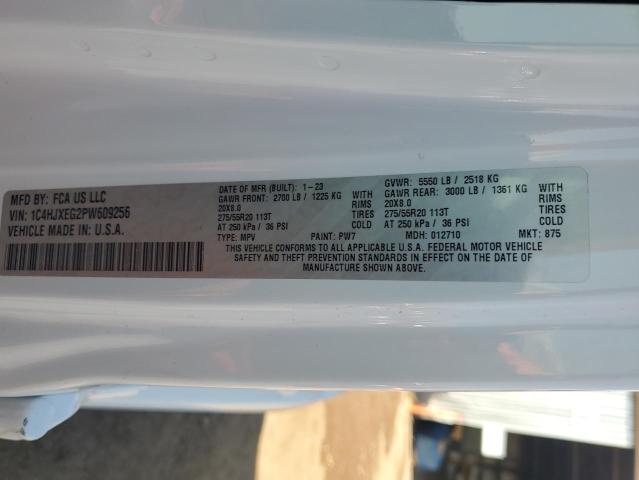 MFD BY: FCA US LLC
VIN: 1C4HJXEG2PW609256
VEHICLE MADE IN: U.S.A.
DATE OF MFR (BUILT): 1-23
GAWR FRONT: 2700 LB / 1225 KG WITH
20X8.0 RIMS
275/55R20 113T TIRES
AT 250 kPa / 36 PSI COLD
TYPE: MPV PAINT: PW7
GVWR: 5550 LB / 2518 KG
GAWR REAR: 3000 LB / 1361 KG WITH
20X8.0 RIMS
275/55R20 113T TIRES
AT 250 kPa / 36 PSI COLD
MDH: 012710 MKT: 875
THIS VEHICLE CONFORMS TO ALL APPLICABLE U.S.A. FEDERAL MOTOR VEHICLE
SAFETY AND THEFT PREVENTION STANDARDS IN EFFECT ON THE DATE OF
MANUFACTURE SHOWN ABOVE.